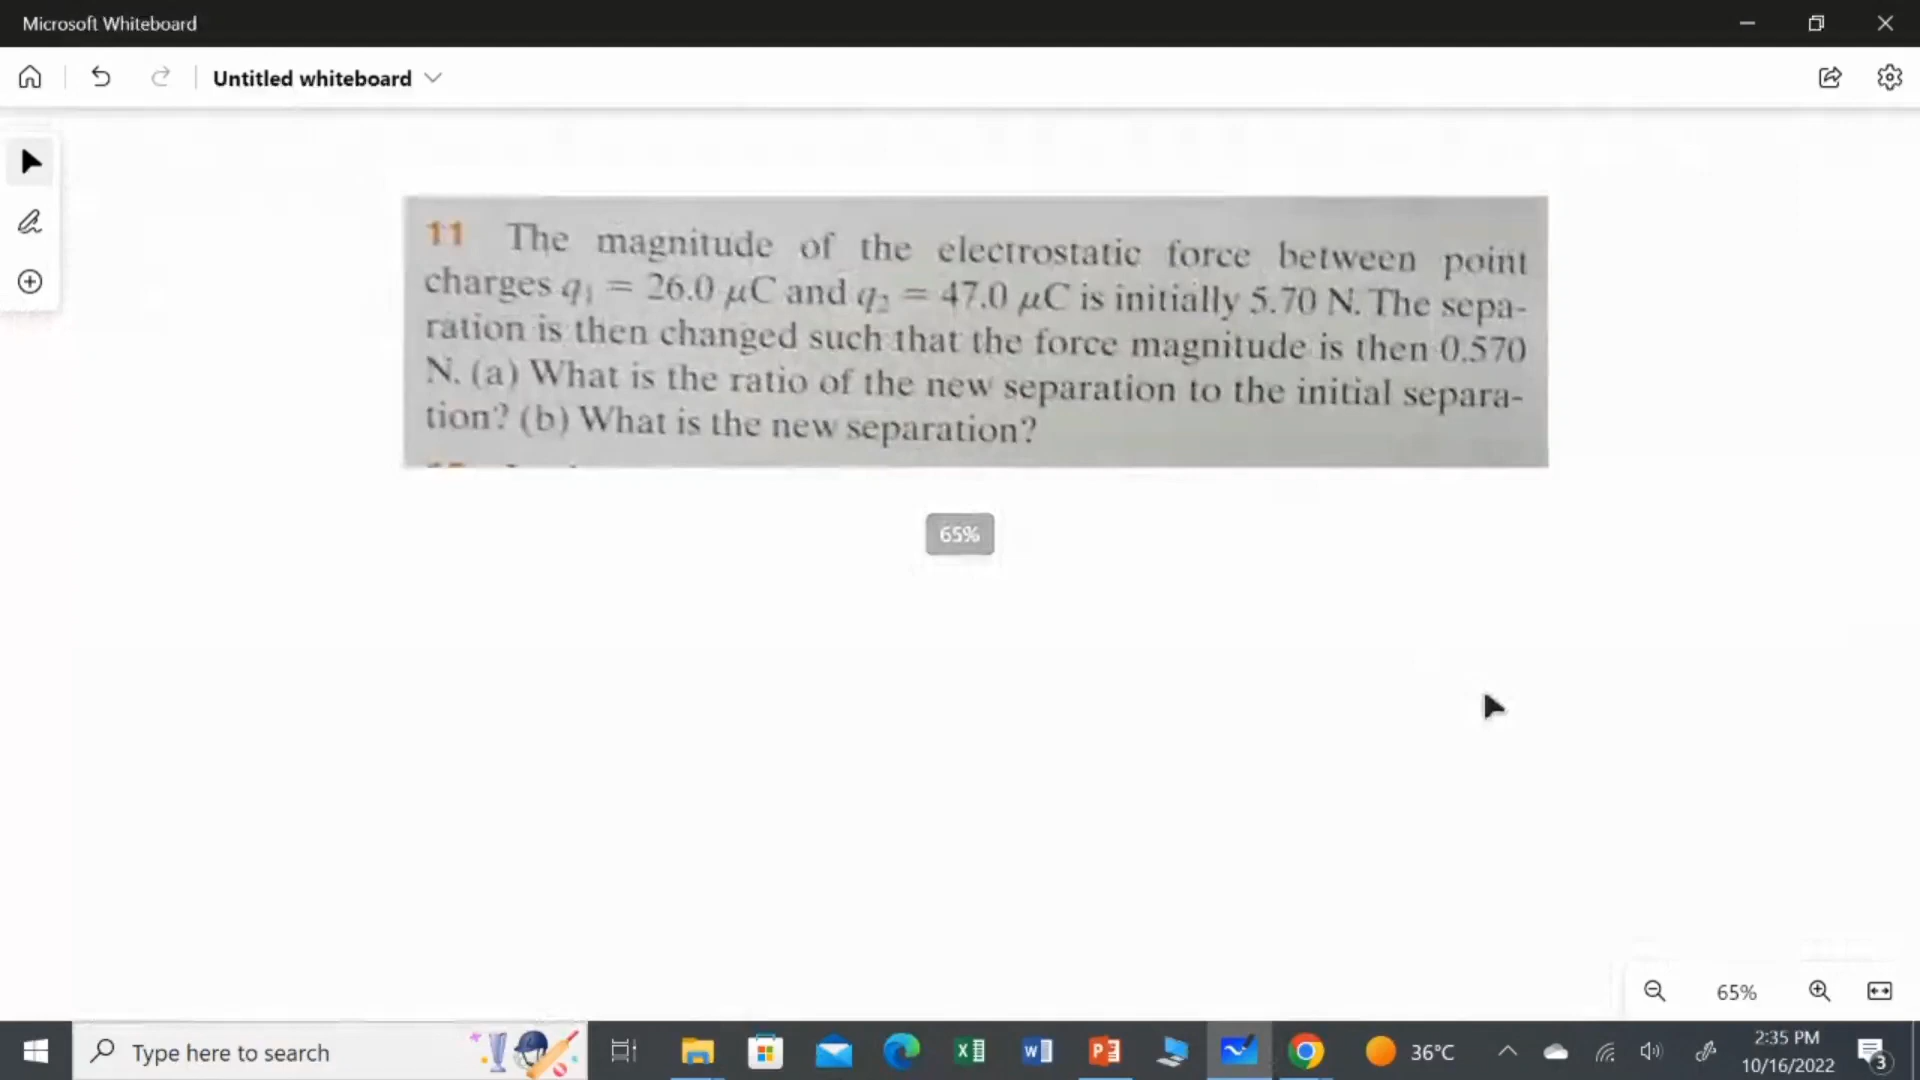 Microsoft Whiteboard
Untitled whiteboard
11 The magnitude of the electrostatic force between point
charges q₁ = 26.0 μC and q₂ = 47.0 μC is initially 5.70 N. The sepa-
ration is then changed such that the force magnitude is then 0.570
N. (a) What is the ratio of the new separation to the initial separa-
tion? (b) What is the new separation?
65%
65%
Type here to search
36°C
2:35 PM
10/16/2022
3